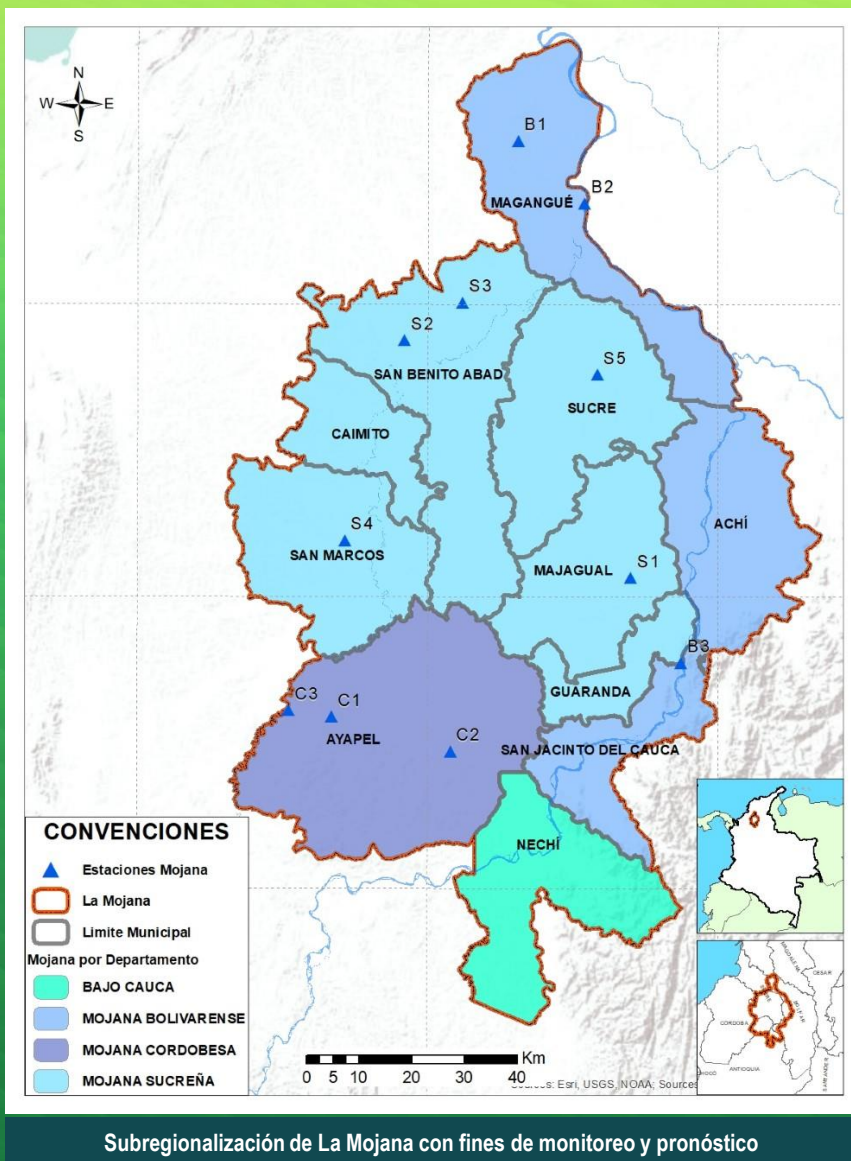 N
W E
S
B1
B2
MAGANGUÉ
S3
S2
SAN BENITO ABAD
S5
SUCRE
CAIMITO
ACHÍ
S4
SAN MARCOS
MAJAGUAL
S1
B3
GUARANDA
C3
C1
AYAPEL
C2
SAN JACINTO DEL CAUCA
NECHÍ
CONVENCIONES
Estaciones Mojana
La Mojana
Limite Municipal
Mojana por Departamento
BAJO CAUCA
MOJANA BOLIVARENSE
MOJANA CORDOBESA
MOJANA SUCREÑA
Km
0 5 10 20 30 40
Sources: Esri, USGS, NOAA; Sources
CESAR
CORDOBA
ANTIOQUIA
Subregionalización de La Mojana con fines de monitoreo y pronóstico